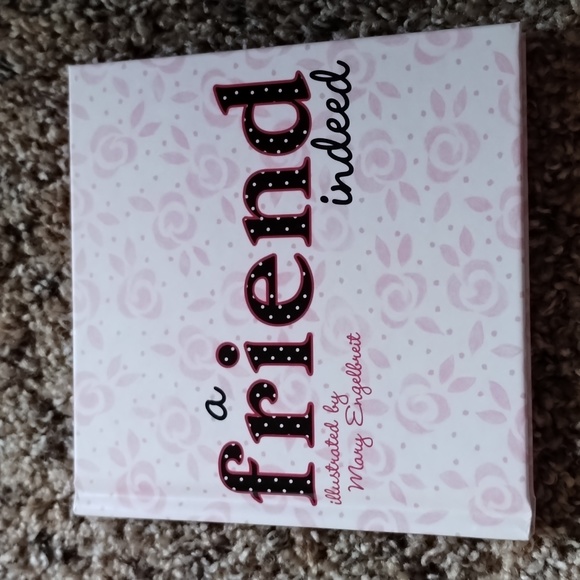 a
friend
indeed
illustrated by
Mary Engelbreit